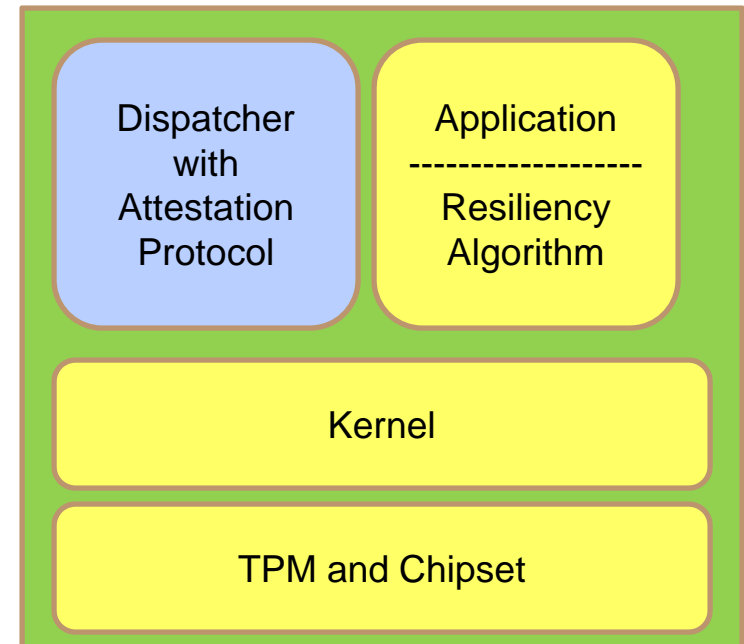 Dispatcher
with
Attestation
Protocol
Application
-------------------
Resiliency
Algorithm
Kernel
TPM and Chipset